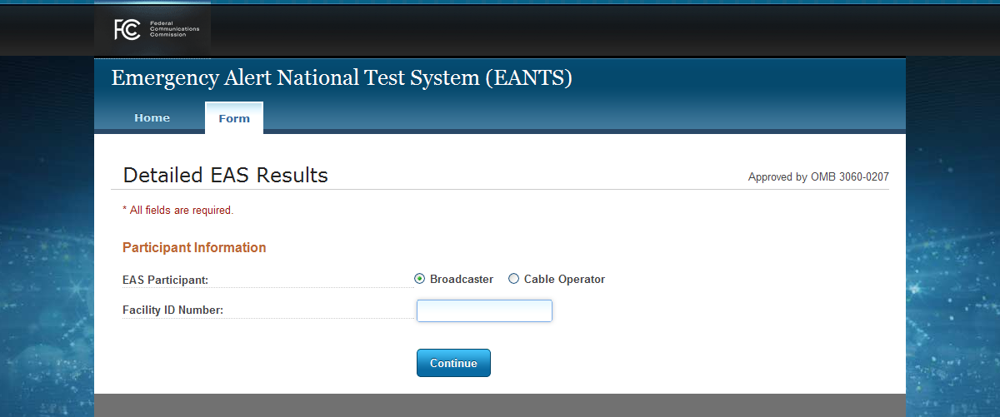 FCC
Federal
Communications
Commission
Emergency Alert National Test System (EANTS)
Home Form
Detailed EAS Results
Approved by OMB 3060-0207
* All fields are required.
Participant Information
EAS Participant: Broadcaster Cable Operator
Facility ID Number:
Continue